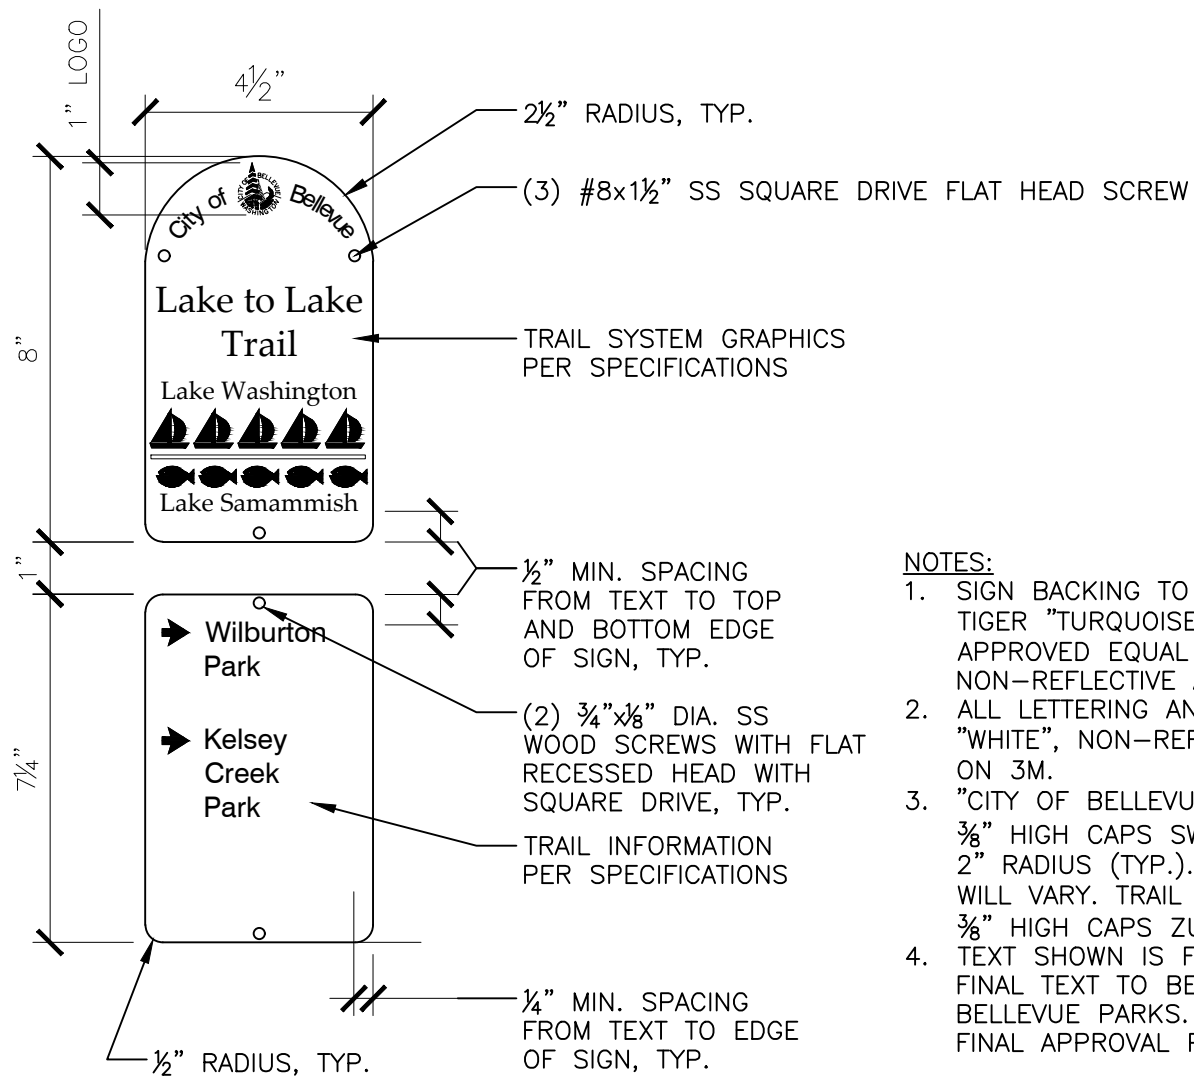 1" LOGO
4½"
2½" RADIUS, TYP.
(3) #8x1½" SS SQUARE DRIVE FLAT HEAD SCREW
City of Bellevue
CITY OF BELLEVUE
WASHINGTON
Lake to Lake
Trail
TRAIL SYSTEM GRAPHICS
PER SPECIFICATIONS
8"
Lake Washington
Lake Samammish
1"
½" MIN. SPACING
FROM TEXT TO TOP
AND BOTTOM EDGE
OF SIGN, TYP.
Wilburton
Park
(2) ¾"x⅛" DIA. SS
WOOD SCREWS WITH FLAT
RECESSED HEAD WITH
SQUARE DRIVE, TYP.
7¼"
Kelsey
Creek
Park
TRAIL INFORMATION
PER SPECIFICATIONS
¼" MIN. SPACING
FROM TEXT TO EDGE
OF SIGN, TYP.
½" RADIUS, TYP.
NOTES:
1. SIGN BACKING TO
TIGER "TURQUOISE
APPROVED EQUAL
NON-REFLECTIVE
2. ALL LETTERING AN
"WHITE", NON-REF
ON 3M.
3. "CITY OF BELLEVU
⅜" HIGH CAPS SW
2" RADIUS (TYP.).
WILL VARY. TRAIL
⅜" HIGH CAPS ZU
4. TEXT SHOWN IS F
FINAL TEXT TO BE
BELLEVUE PARKS.
FINAL APPROVAL